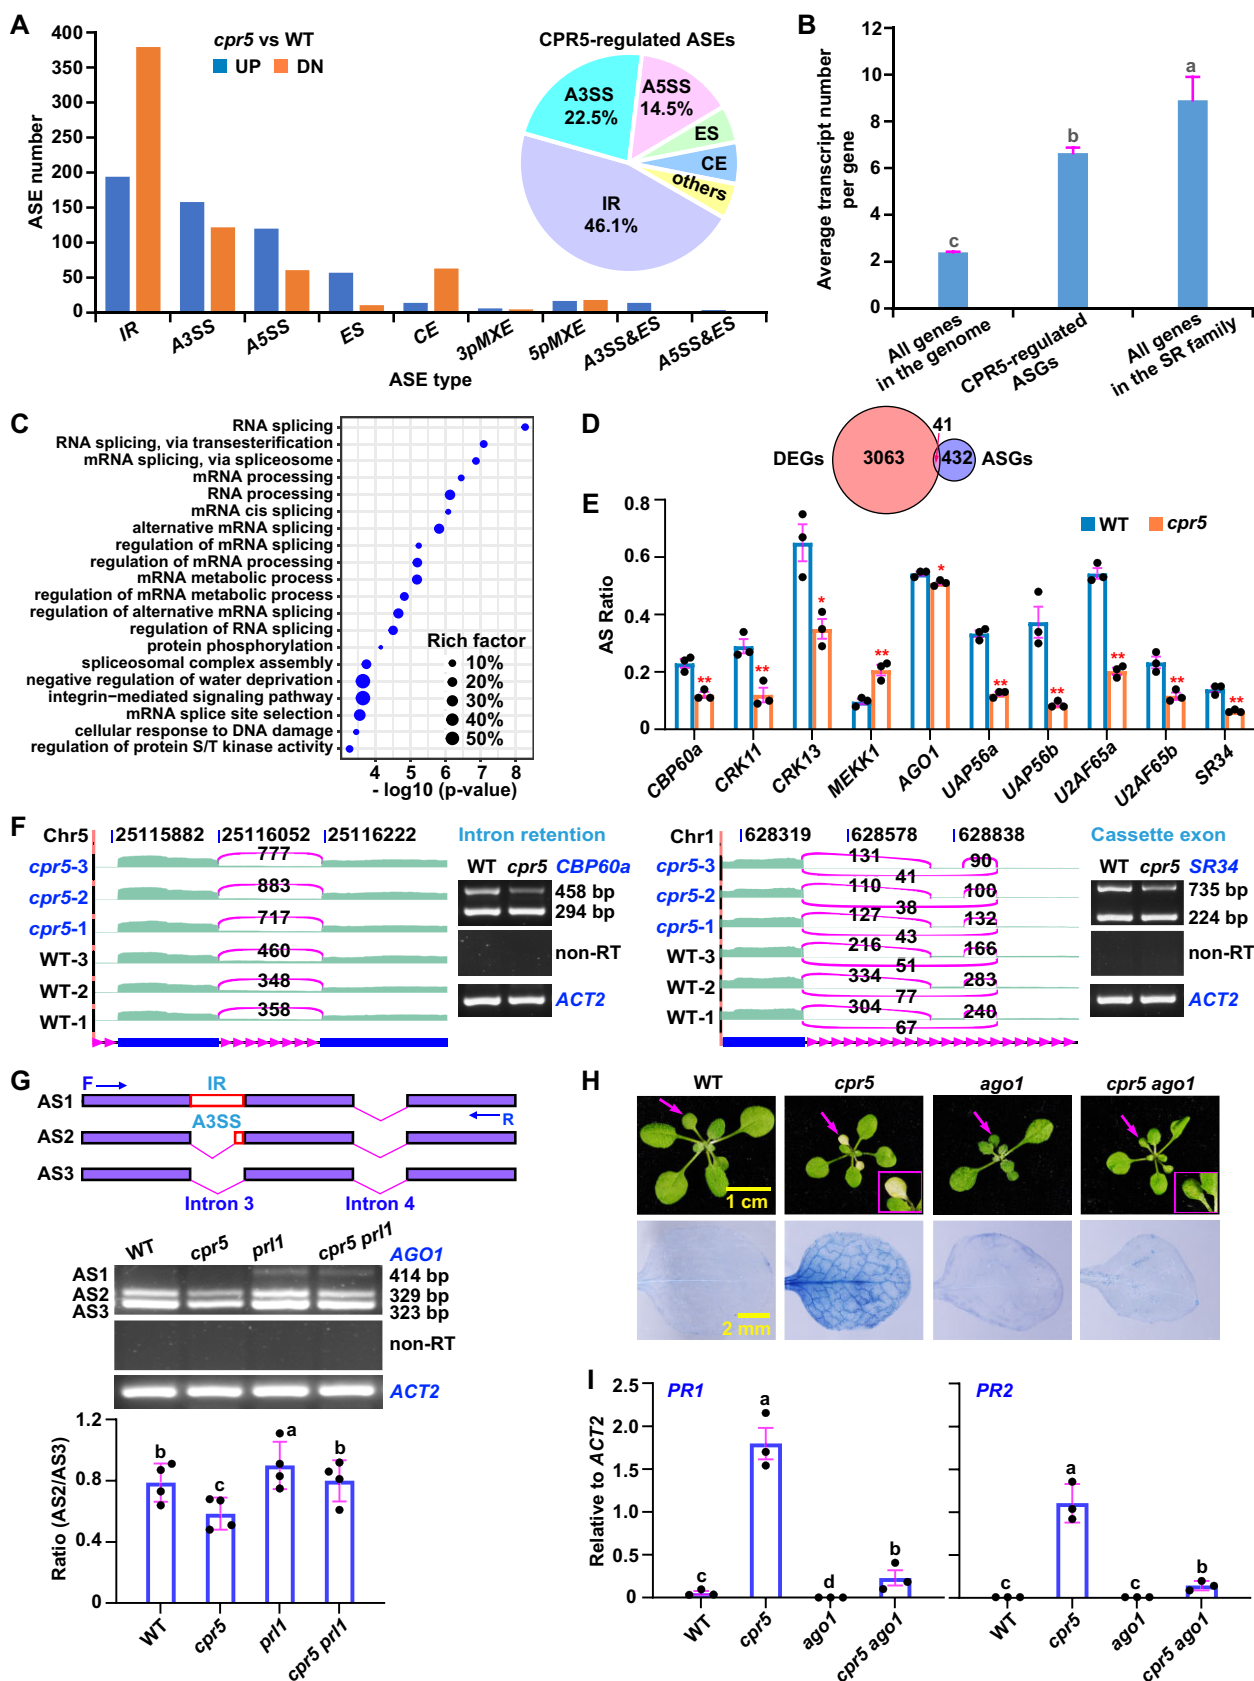 A
cpr5 vs WT
UP DN
ASE number
400
350
300
250
200
150
100
50
0
IR A3SS A5SS ES CE 3pMXE 5pMXE A3SS&ES A5SS&ES
ASE type
CPR5-regulated ASEs
A3SS
22.5%
A5SS
14.5%
ES
CE
others
IR
46.1%
B
Average transcript number
per gene
12
10
8
6
4
2
0
c
b
a
All genes
in the genome
CPR5-regulated
ASGs
All genes
in the SR family
C
RNA splicing
RNA splicing, via transesterification
mRNA splicing, via spliceosome
mRNA processing
RNA processing
mRNA cis splicing
alternative mRNA splicing
regulation of mRNA splicing
regulation of mRNA processing
mRNA metabolic process
regulation of mRNA metabolic process
regulation of alternative mRNA splicing
regulation of RNA splicing
protein phosphorylation
spliceosomal complex assembly
negative regulation of water deprivation
integrin−mediated signaling pathway
mRNA splice site selection
cellular response to DNA damage
regulation of protein S/T kinase activity
Rich factor
10%
20%
30%
40%
50%
4 5 6 7 8
- log10 (p-value)
D
41
DEGs 3063 432 ASGs
E
WT cpr5
AS Ratio
0.8
0.6
0.4
0.2
0
** ** * ** * ** ** ** ** **
CBP60a CRK11 CRK13 MEKK1 AGO1 UAP56a UAP56b U2AF65a U2AF65b SR34
F
Chr5 25115882 25116052 25116222
Intron retention
cpr5-3 777
cpr5-2 883
cpr5-1 717
WT-3 460
WT-2 348
WT-1 358
WT cpr5 CBP60a
458 bp
294 bp
non-RT
ACT2
Chr1 628319 628578 628838
Cassette exon
cpr5-3 131 90
41
cpr5-2 110 100
38
cpr5-1 127 132
43
WT-3 216 166
51
WT-2 334 283
77
WT-1 304 240
67
WT cpr5 SR34
735 bp
224 bp
non-RT
ACT2
G
F IR
AS1
A3SS R
AS2
AS3
Intron 3 Intron 4
WT cpr5 prl1 cpr5 prl1 AGO1
AS1 414 bp
AS2 329 bp
AS3 323 bp
non-RT
ACT2
Ratio (AS2/AS3)
1.2
0.8
0.4
0
b
c
a
b
WT cpr5 prl1 cpr5 prl1
H
WT cpr5 ago1 cpr5 ago1
1 cm
2 mm
I
Relative to ACT2
PR1
2.5
2.0
1.5
1.0
0.5
0
c
a
d
b
WT cpr5 ago1 cpr5 ago1
PR2
c
a
c
b
WT cpr5 ago1 cpr5 ago1